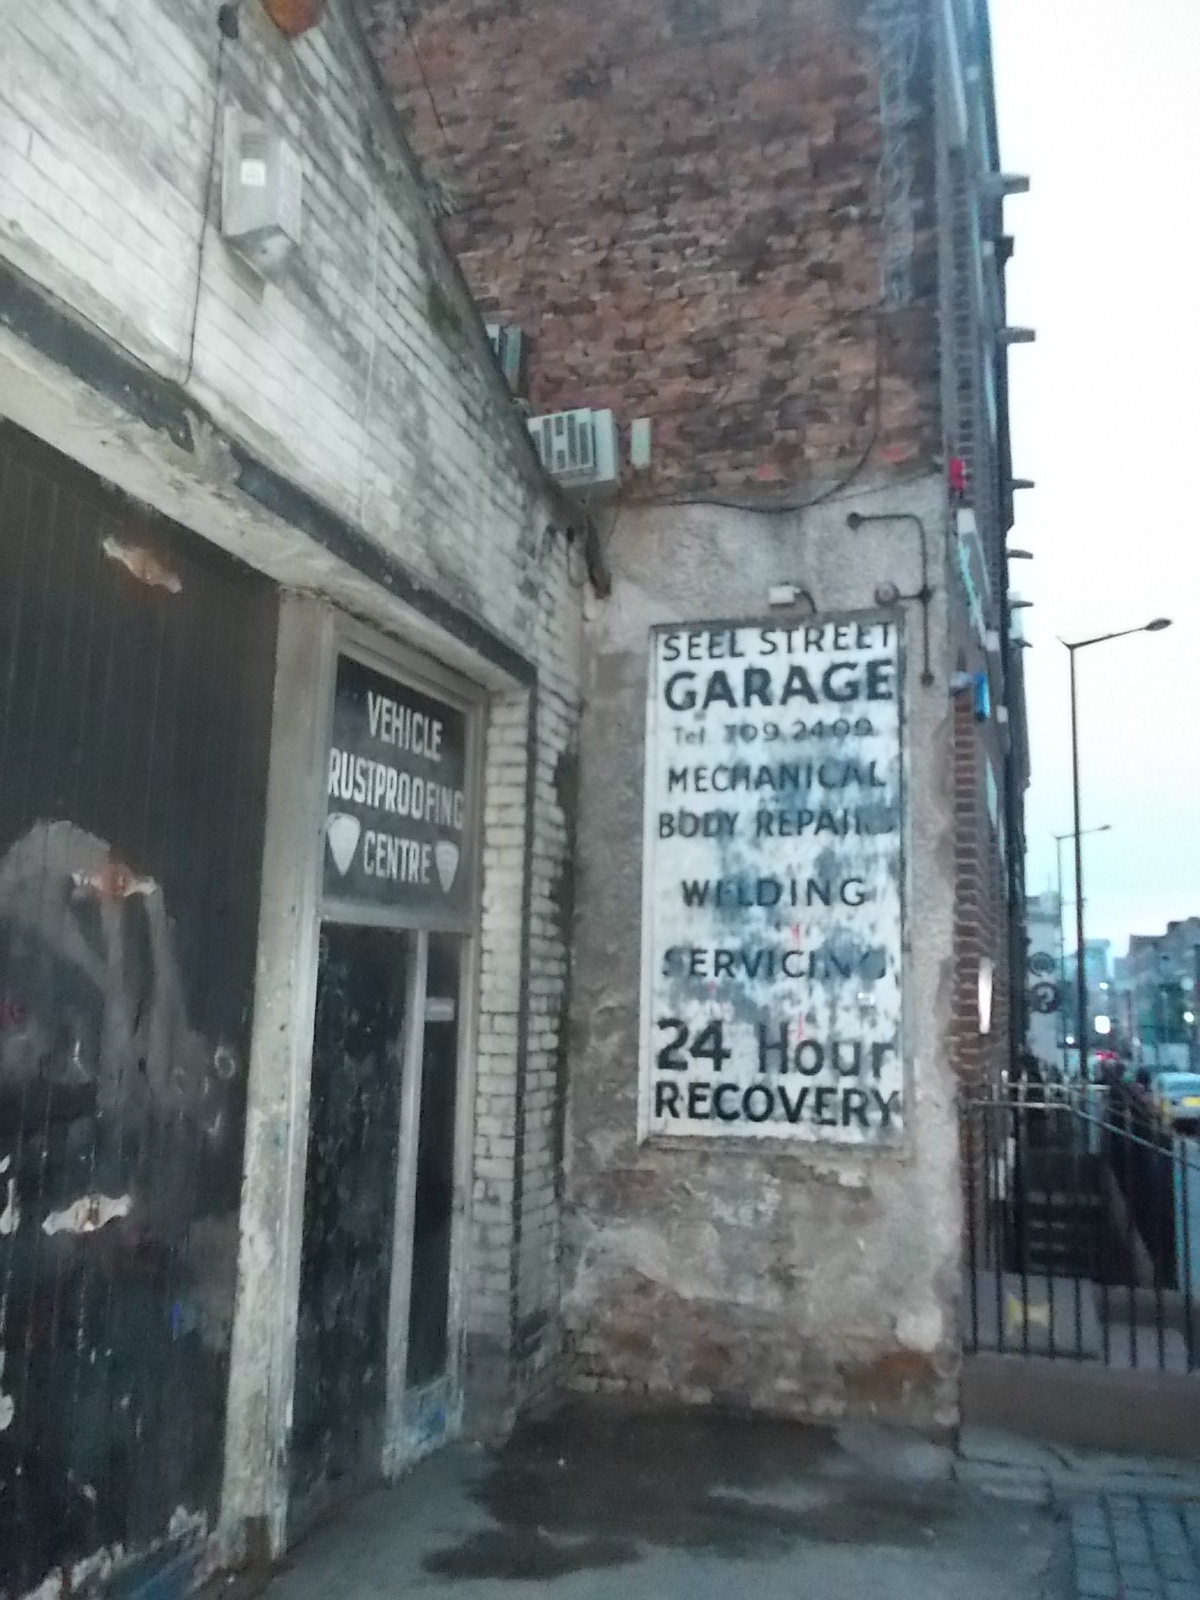 VEHICLE
RUSTPROOFING
CENTRE
SEEL STREET
GARAGE
Tel. 709 2409
MECHANICAL
BODY REPAIRS
WELDING
SERVICING
24 Hour
RECOVERY